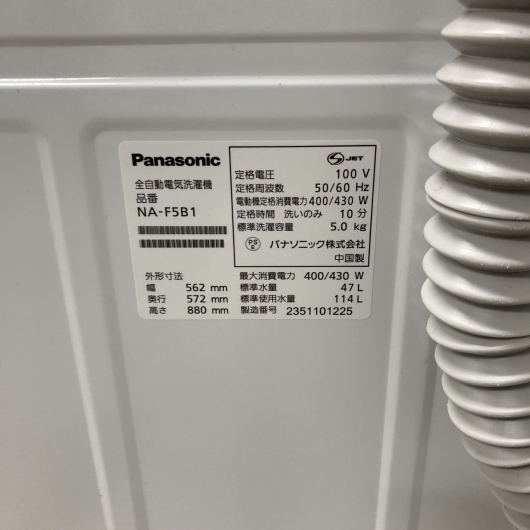 Panasonic
全自動電気洗濯機
品番
NA-F5B1
外形寸法
幅 562 mm
奥行 572 mm
高さ 880 mm
S JET
定格電圧 100 V
定格周波数 50/60 Hz
電動機定格消費電力 400/430 W
定格時間 洗いのみ 10 分
標準洗濯容量 5.0 kg
PS E パナソニック株式会社
中国製
最大消費電力 400/430 W
標準水量 47 L
標準使用水量 114 L
製造番号 2351101225